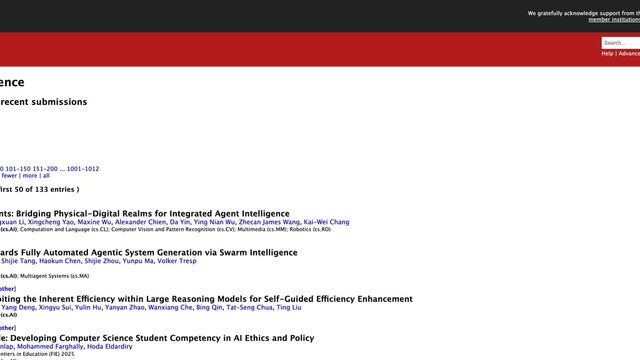 We gratefully acknowledge support from
member institutions
Search...
Help | Advance
ence
recent submissions
0 101-150 151-200 ... 1001-1012
fewer | more | all
first 50 of 133 entries )
nts: Bridging Physical-Digital Realms for Integrated Agent Intelligence
gxuan Li, Xingcheng Yao, Maxine Wu, Alexander Chien, Da Yin, Ying Nian Wu, Zhecan James Wang, Kai-Wei Chang
(cs.AI); Computation and Language (cs.CL); Computer Vision and Pattern Recognition (cs.CV); Multimedia (cs.MM); Robotics (cs.RO)
ards Fully Automated Agentic System Generation via Swarm Intelligence
Shijie Tang, Haokun Chen, Shijie Zhou, Yunpu Ma, Volker Tresp
(cs.AI); Multiagent Systems (cs.MA)
other]
biting the Inherent Efficiency within Large Reasoning Models for Self-Guided Efficiency Enhancement
Yang Deng, Xingyu Sui, Yulin Hu, Yanyan Zhao, Wanxiang Che, Bing Qin, Tat-Seng Chua, Ting Liu
(cs.AI)
other]
le: Developing Computer Science Student Competency in AI Ethics and Policy
nlap, Mohammed Farghally, Hoda Eldardiry
ontiers in Education (FIE) 2025